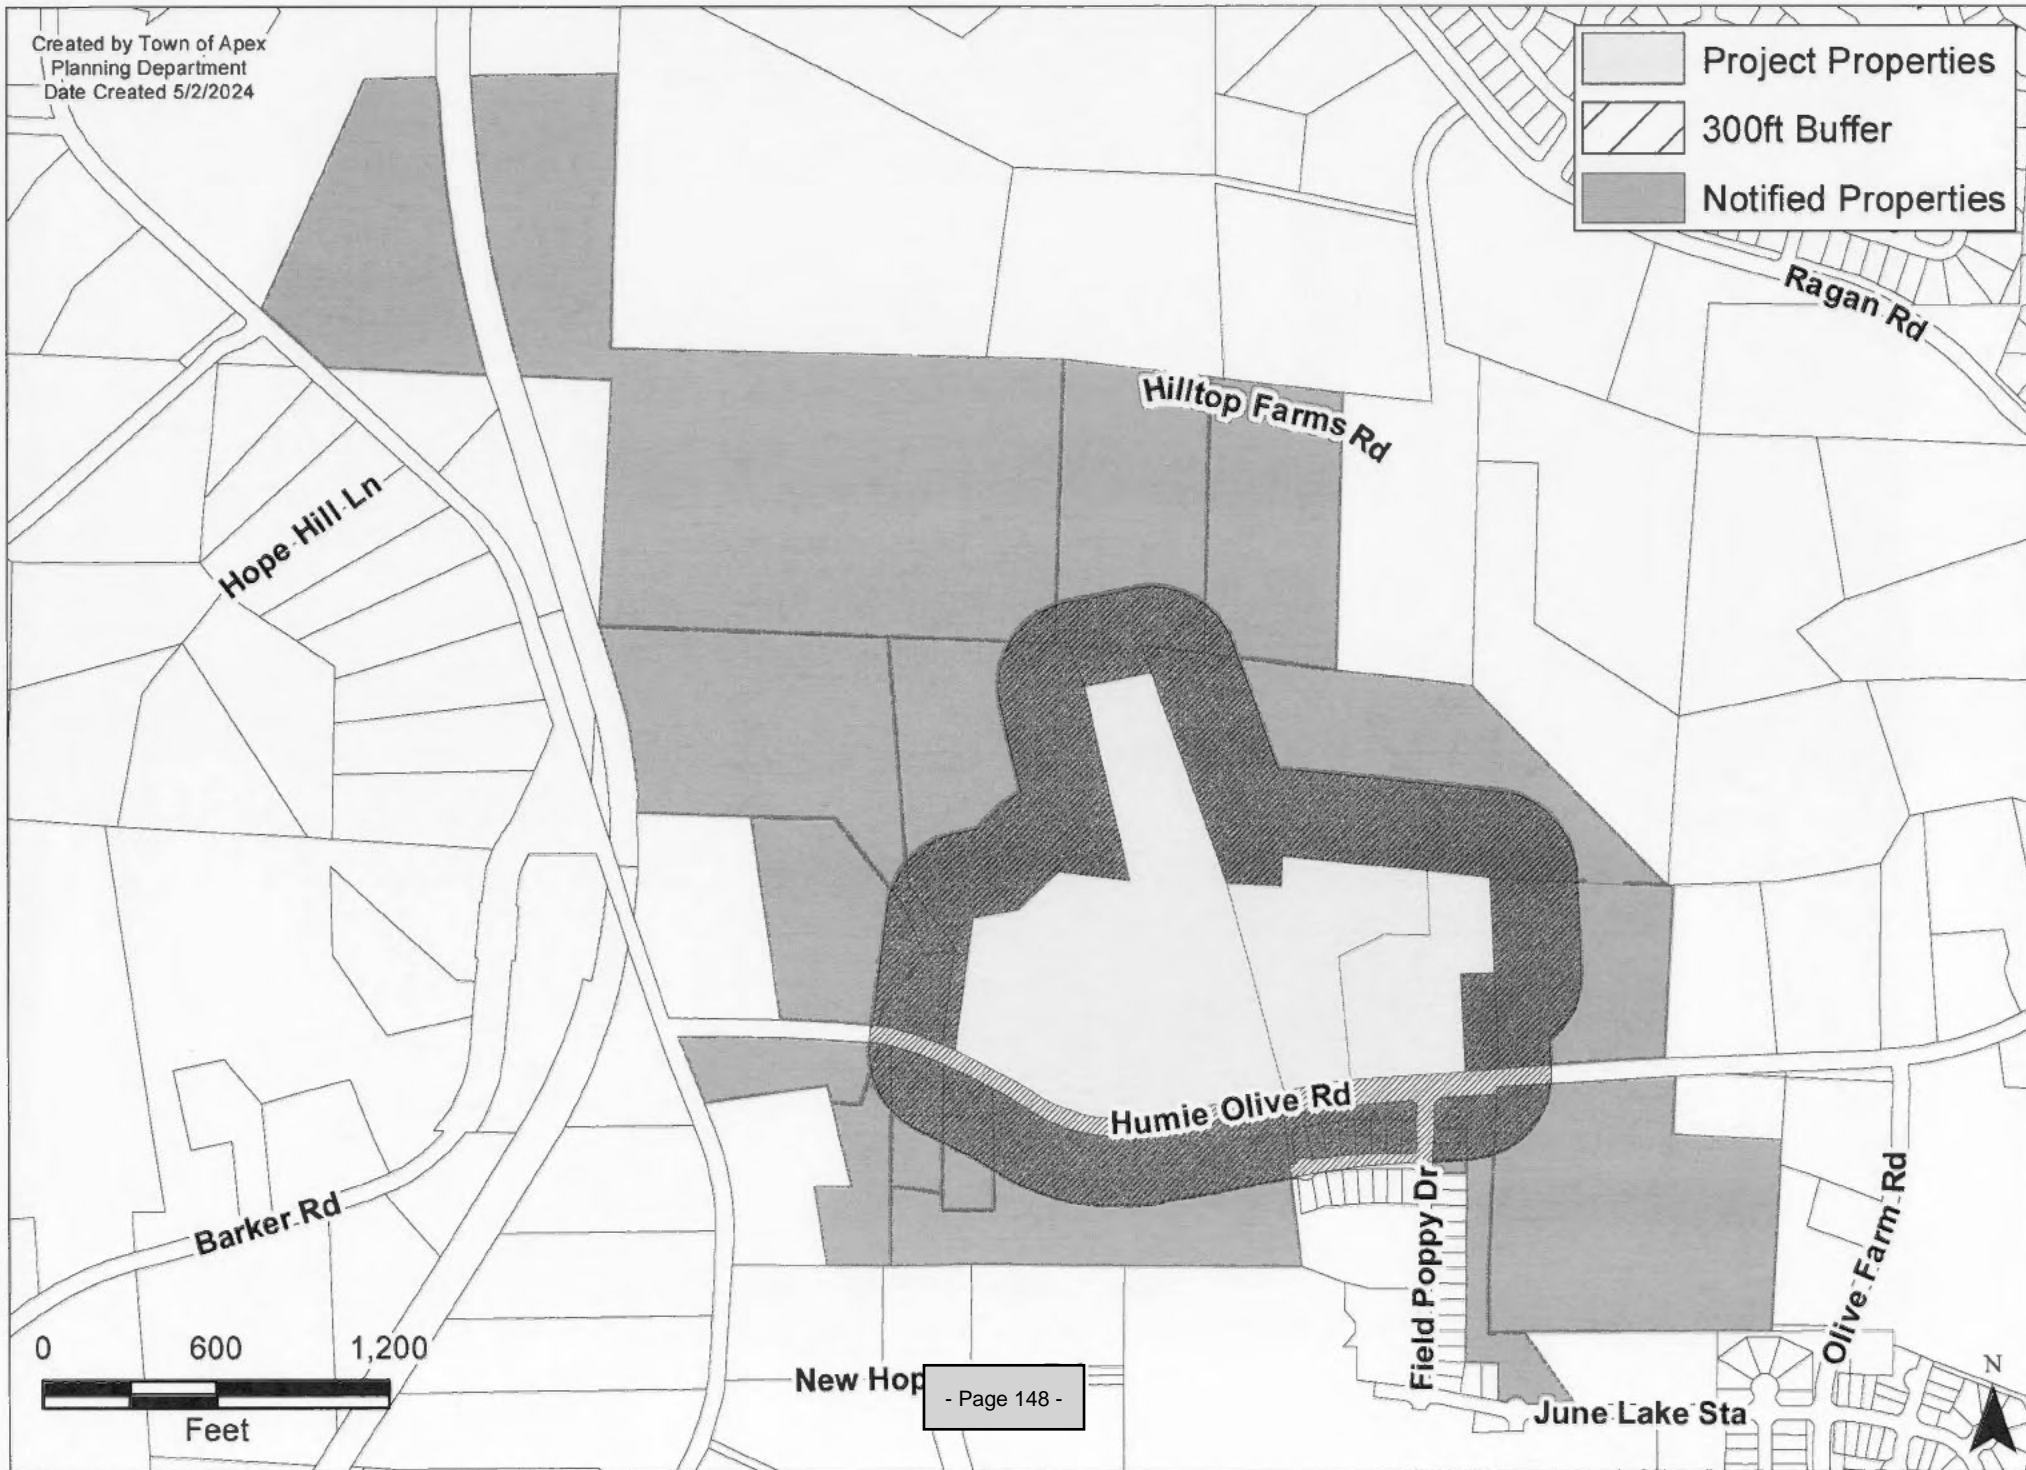 Created by Town of Apex
Planning Department
Date Created 5/2/2024
Project Properties
300ft Buffer
Notified Properties
Ragan Rd
Hilltop Farms Rd
Hope Hill Ln
Humie Olive Rd
Barker Rd
Field Poppy Dr
Olive Farm Rd
0 600 1,200
Feet
New Hop
- Page 148 -
June Lake Sta
N